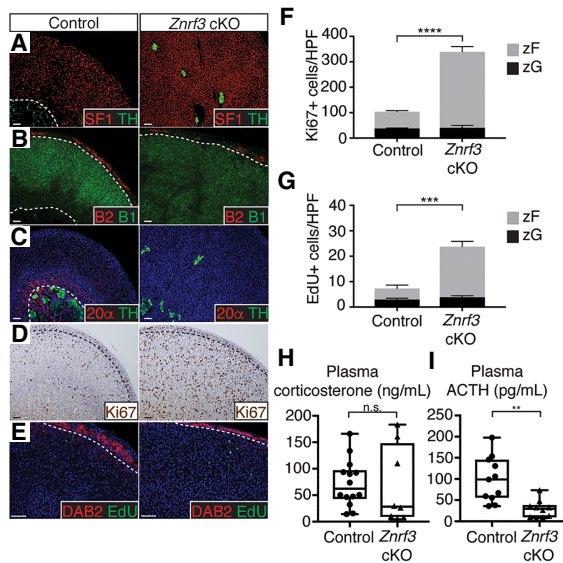 Control
Znrf3 cKO
A
SF1 TH
SF1 TH
B
B2 B1
B2 B1
C
20α TH
20α TH
D
Ki67
Ki67
E
DAB2 EdU
DAB2 EdU
F
Ki67+ cells/HPF
400
300
200
100
0
****
zF
zG
Control
Znrf3
cKO
G
EdU+ cells/HPF
40
30
20
10
0
***
zF
zG
Control
Znrf3
cKO
H
Plasma
corticosterone (ng/mL)
n.s.
200
150
100
50
0
Control
Znrf3
cKO
I
Plasma
ACTH (pg/mL)
**
250
200
150
100
50
0
Control
Znrf3
cKO